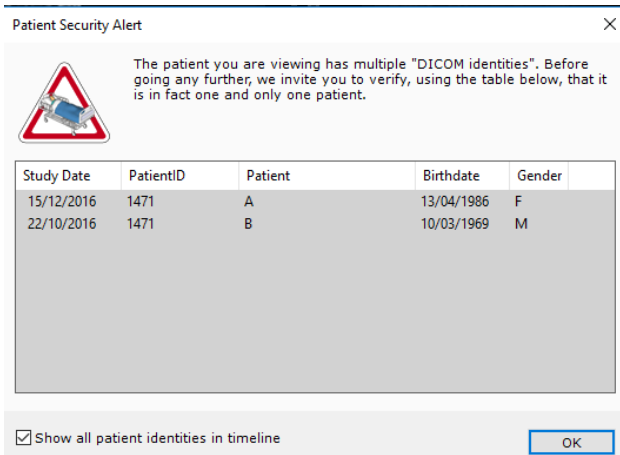 Patient Security Alert
The patient you are viewing has multiple "DICOM identities". Before
going any further, we invite you to verify, using the table below, that it
is in fact one and only one patient.
Study Date PatientID Patient Birthdate Gender
15/12/2016 1471 A 13/04/1986 F
22/10/2016 1471 B 10/03/1969 M
Show all patient identities in timeline
OK